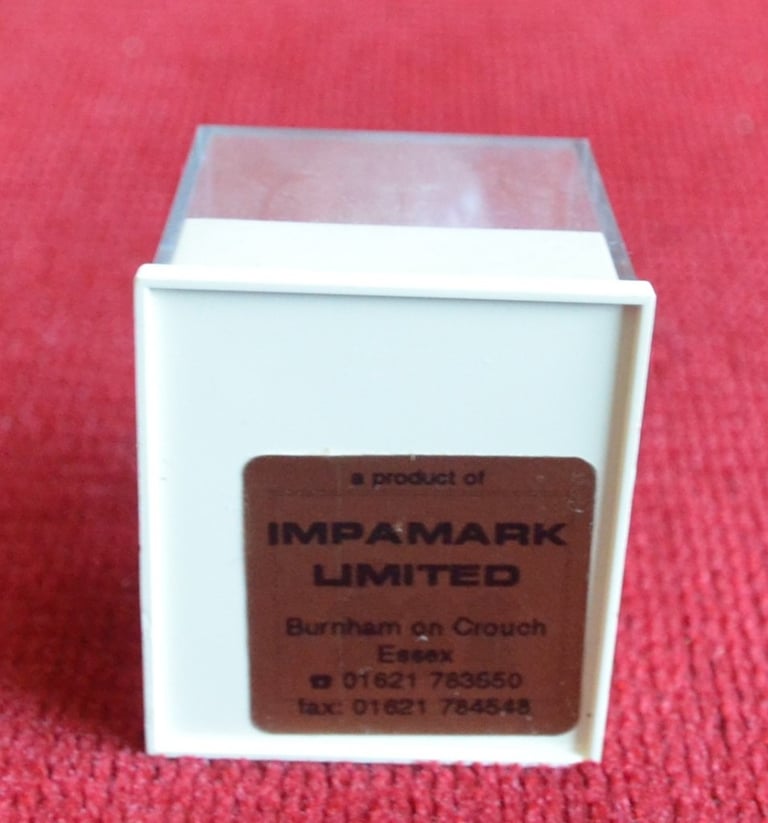 a product of
IMPAMARK
LIMITED
Burnham on Crouch
Essex
☎ 01621 783550
fax: 01621 784548